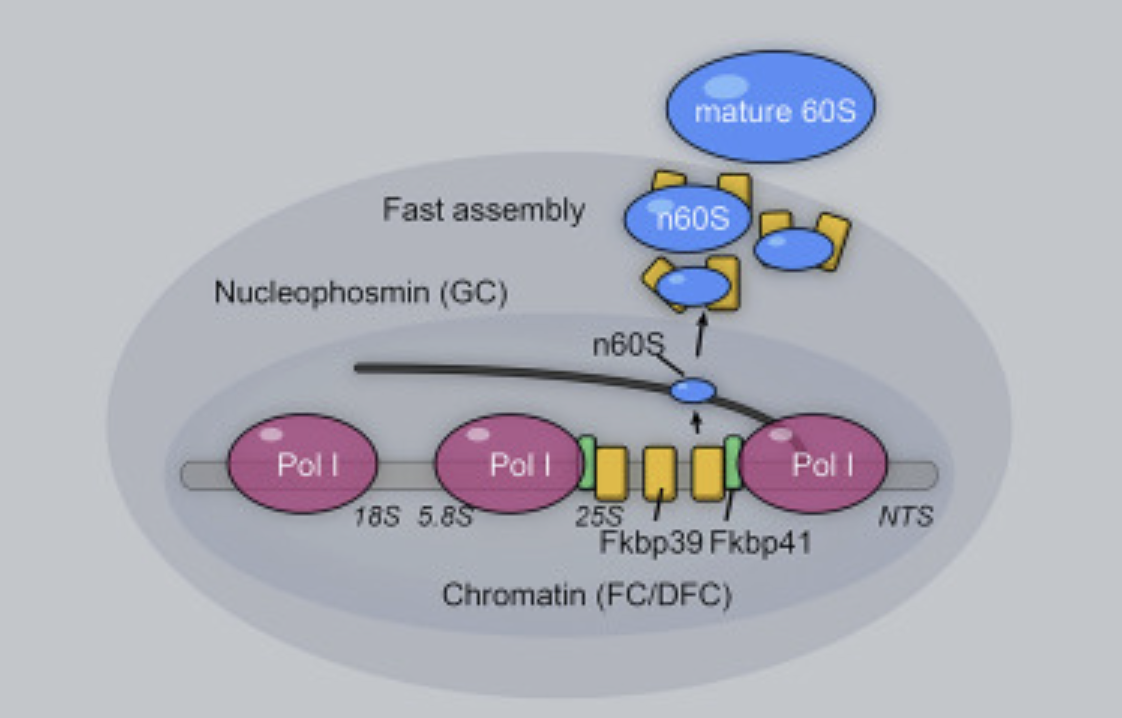 mature 60S
Fast assembly
n60S
Nucleophosmin (GC)
n60S
Pol I
Pol I
Pol I
18S
5.8S
25S
NTS
Fkbp39
Fkbp41
Chromatin (FC/DFC)